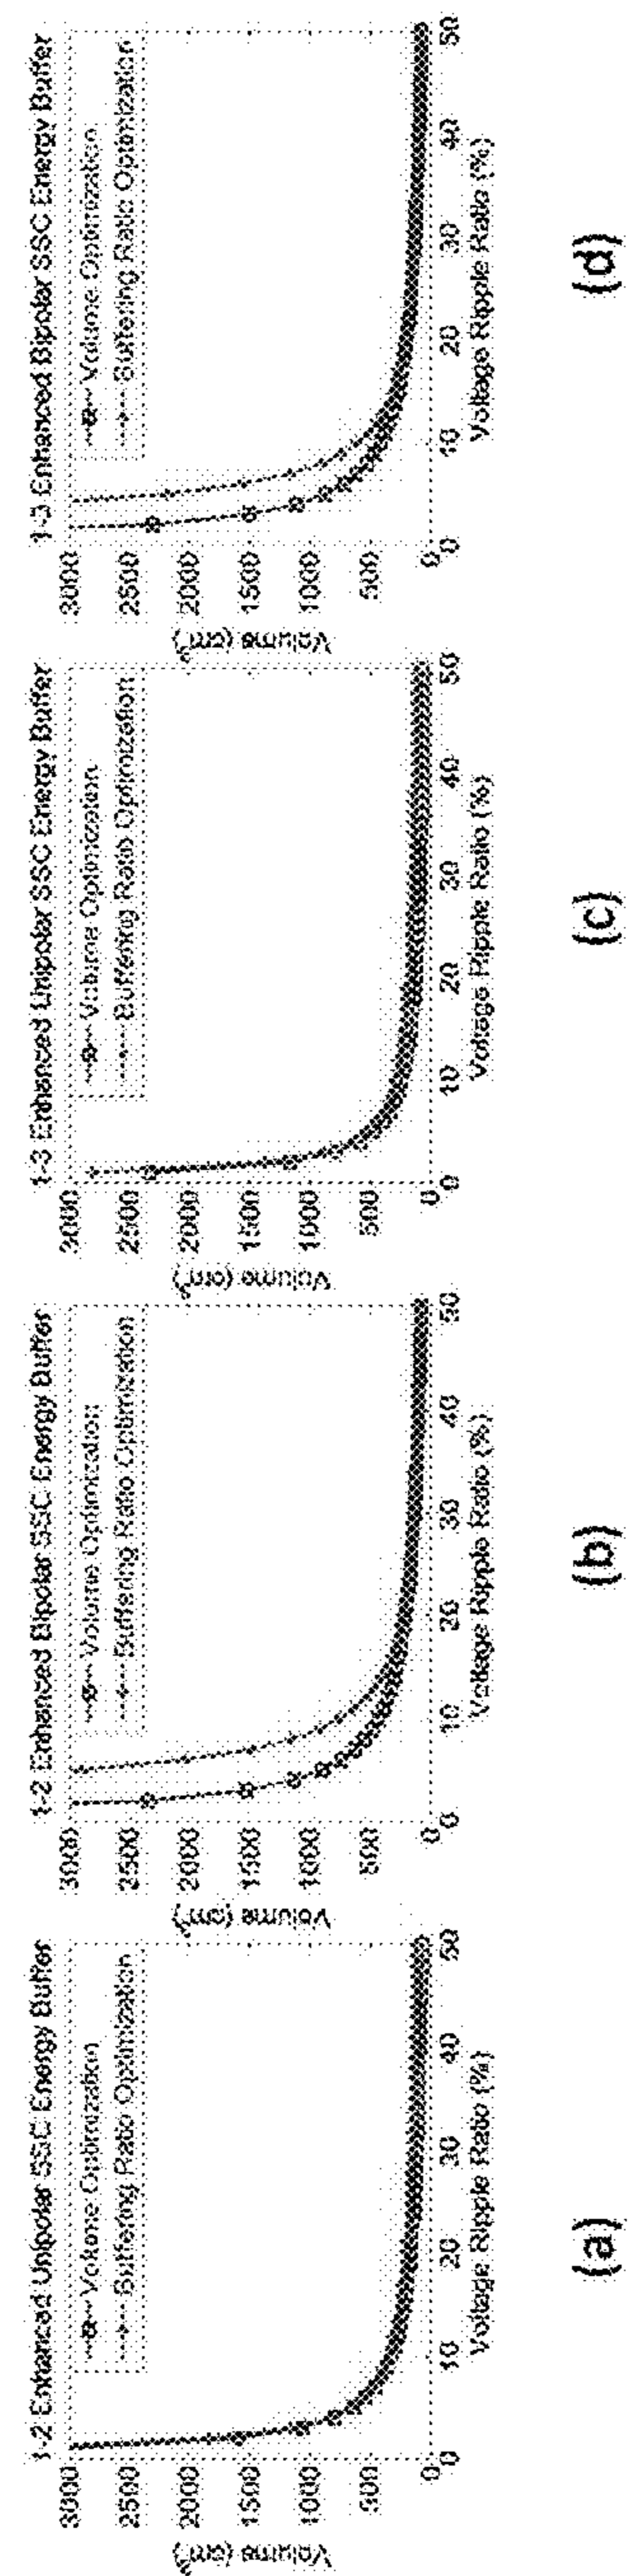 1-2 Enhanced Unipolar SSC Energy Buffer
Volume Optimization
Buffering Ratio Optimization
3000
2500
2000
1500
1000
500
0
Volume (cm³)
0 10 20 30 40 50
Voltage Ripple Ratio (%)
(a)
1-2 Enhanced Bipolar SSC Energy Buffer
Volume Optimization
Buffering Ratio Optimization
3000
2500
2000
1500
1000
500
0
Volume (cm³)
0 10 20 30 40 50
Voltage Ripple Ratio (%)
(b)
1-3 Enhanced Unipolar SSC Energy Buffer
Volume Optimization
Buffering Ratio Optimization
3000
2500
2000
1500
1000
500
0
Volume (cm³)
0 10 20 30 40 50
Voltage Ripple Ratio (%)
(c)
1-3 Enhanced Bipolar SSC Energy Buffer
Volume Optimization
Buffering Ratio Optimization
3000
2500
2000
1500
1000
500
0
Volume (cm³)
0 10 20 30 40 50
Voltage Ripple Ratio (%)
(d)